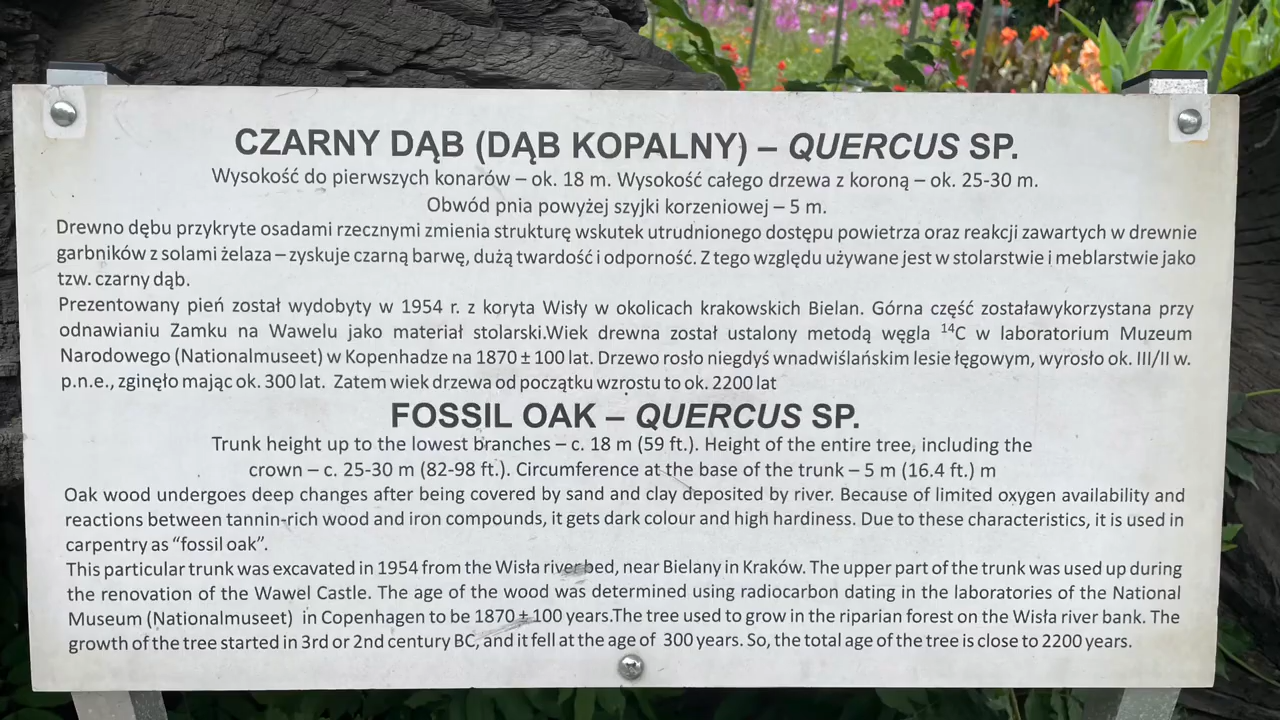 CZARNY DĄB (DĄB KOPALNY) – QUERCUS SP.
Wysokość do pierwszych konarów – ok. 18 m. Wysokość całego drzewa z koroną – ok. 25-30 m.
Obwód pnia powyżej szyjki korzeniowej – 5 m.
Drewno dębu przykryte osadami rzecznymi zmienia strukturę wskutek utrudnionego dostępu powietrza oraz reakcji zawartych w drewnie
garbników z solami żelaza – zyskuje czarną barwę, dużą twardość i odporność. Z tego względu używane jest w stolarstwie i meblarstwie jako
tzw. czarny dąb.
Prezentowany pień został wydobyty w 1954 r. z koryta Wisły w okolicach krakowskich Bielan. Górna część zostaławykorzystana przy
odnawianiu Zamku na Wawelu jako materiał stolarski.Wiek drewna został ustalony metodą węgla ¹⁴C w laboratorium Muzeum
Narodowego (Nationalmuseet) w Kopenhadze na 1870 ± 100 lat. Drzewo rosło niegdyś wnadwiślańskim lesie łęgowym, wyrosło ok. III/II w.
p.n.e., zginęło mając ok. 300 lat. Zatem wiek drzewa od początku wzrostu to ok. 2200 lat
FOSSIL OAK – QUERCUS SP.
Trunk height up to the lowest branches – c. 18 m (59 ft.). Height of the entire tree, including the
crown – c. 25-30 m (82-98 ft.). Circumference at the base of the trunk – 5 m (16.4 ft.) m
Oak wood undergoes deep changes after being covered by sand and clay deposited by river. Because of limited oxygen availability and
reactions between tannin-rich wood and iron compounds, it gets dark colour and high hardiness. Due to these characteristics, it is used in
carpentry as “fossil oak”.
This particular trunk was excavated in 1954 from the Wisła river bed, near Bielany in Kraków. The upper part of the trunk was used up during
the renovation of the Wawel Castle. The age of the wood was determined using radiocarbon dating in the laboratories of the National
Museum (Nationalmuseet) in Copenhagen to be 1870 ± 100 years.The tree used to grow in the riparian forest on the Wisła river bank. The
growth of the tree started in 3rd or 2nd century BC, and it fell at the age of 300 years. So, the total age of the tree is close to 2200 years.